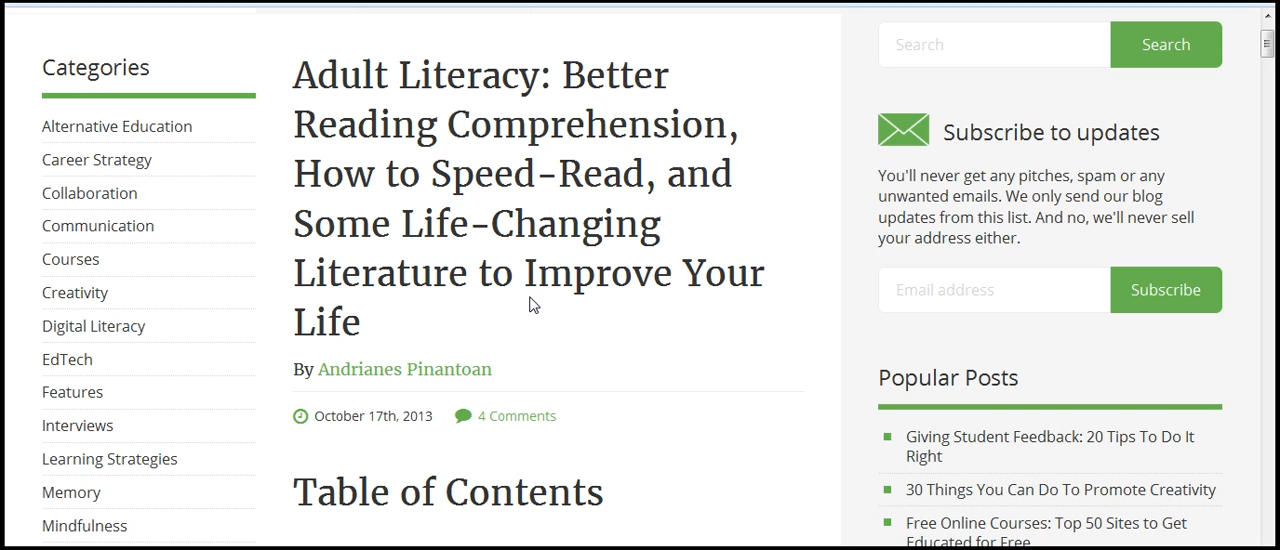 Categories
Alternative Education
Career Strategy
Collaboration
Communication
Courses
Creativity
Digital Literacy
EdTech
Features
Interviews
Learning Strategies
Memory
Mindfulness
Adult Literacy: Better
Reading Comprehension,
How to Speed-Read, and
Some Life-Changing
Literature to Improve Your
Life
By Andrianes Pinantoan
October 17th, 2013 4 Comments
Table of Contents
Search Search
Subscribe to updates
You'll never get any pitches, spam or any
unwanted emails. We only send our blog
updates from this list. And no, we'll never sell
your address either.
Email address Subscribe
Popular Posts
Giving Student Feedback: 20 Tips To Do It
Right
30 Things You Can Do To Promote Creativity
Free Online Courses: Top 50 Sites to Get
Educated for Free